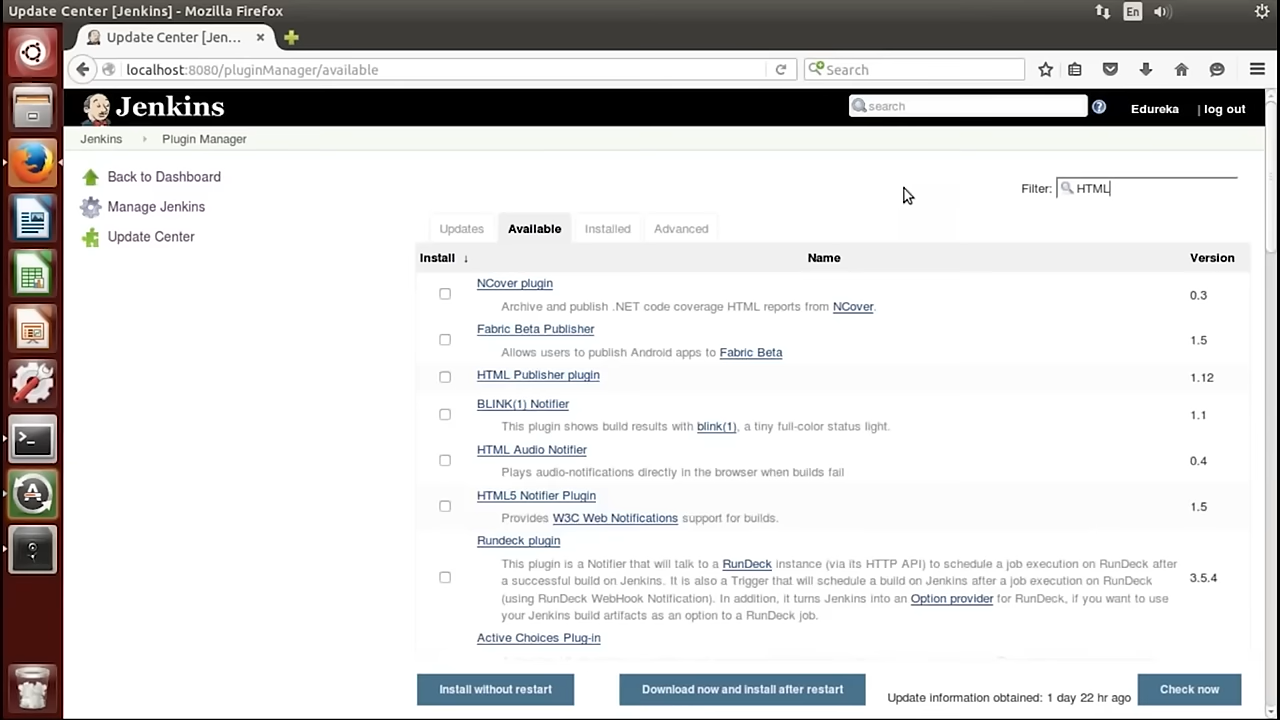 Update Center [Jenkins] - Mozilla Firefox
En
Update Center [Jen...
localhost:8080/pluginManager/available
Search
Jenkins
search
Edureka
| log out
Jenkins
Plugin Manager
Back to Dashboard
Manage Jenkins
Update Center
Filter:
HTML
Updates
Available
Installed
Advanced
Install ↓
Name
Version
NCover plugin
Archive and publish .NET code coverage HTML reports from NCover.
0.3
Fabric Beta Publisher
Allows users to publish Android apps to Fabric Beta
1.5
HTML Publisher plugin
1.12
BLINK(1) Notifier
This plugin shows build results with blink(1), a tiny full-color status light.
1.1
HTML Audio Notifier
Plays audio-notifications directly in the browser when builds fail
0.4
HTML5 Notifier Plugin
Provides W3C Web Notifications support for builds.
1.5
Rundeck plugin
This plugin is a Notifier that will talk to a RunDeck instance (via its HTTP API) to schedule a job execution on RunDeck after
a successful build on Jenkins. It is also a Trigger that will schedule a build on Jenkins after a job execution on RunDeck
(using RunDeck WebHook Notification). In addition, it turns Jenkins into an Option provider for RunDeck, if you want to use
your Jenkins build artifacts as an option to a RunDeck job.
3.5.4
Active Choices Plug-in
Install without restart
Download now and install after restart
Update information obtained: 1 day 22 hr ago
Check now